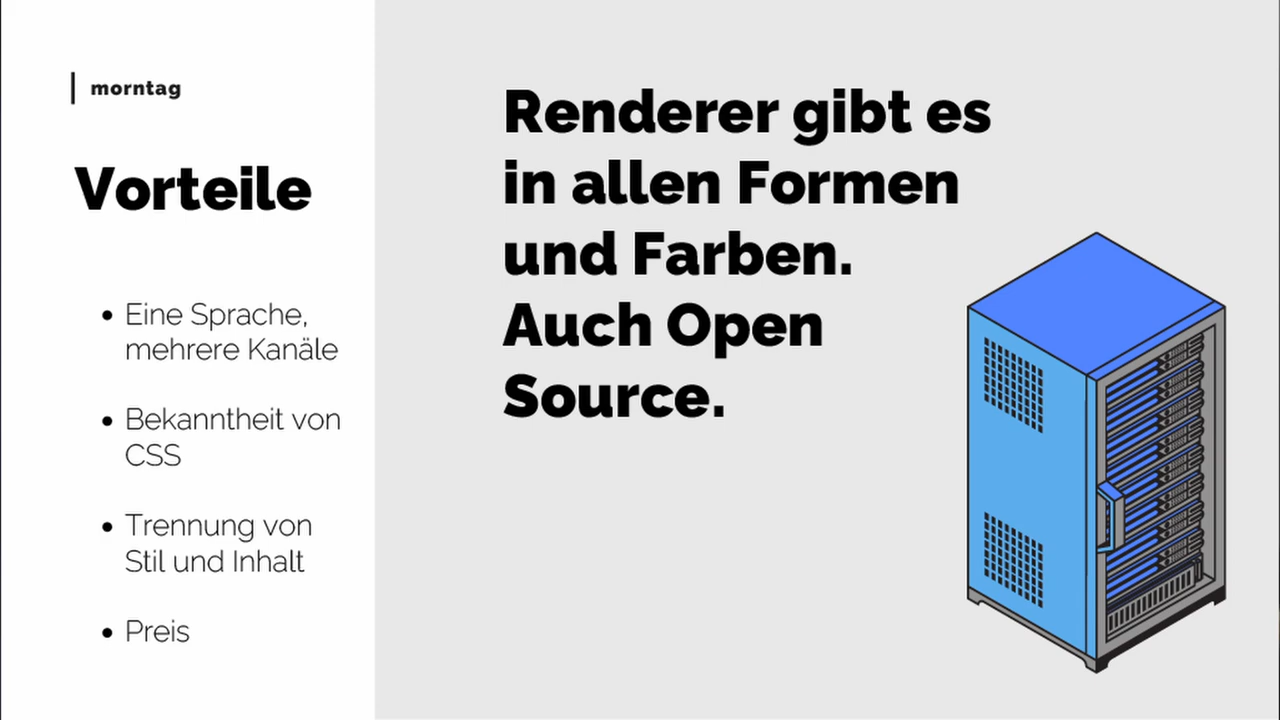 morntag
Vorteile
• Eine Sprache,
mehrere Kanäle
• Bekanntheit von
CSS
• Trennung von
Stil und Inhalt
• Preis
Renderer gibt es
in allen Formen
und Farben.
Auch Open
Source.